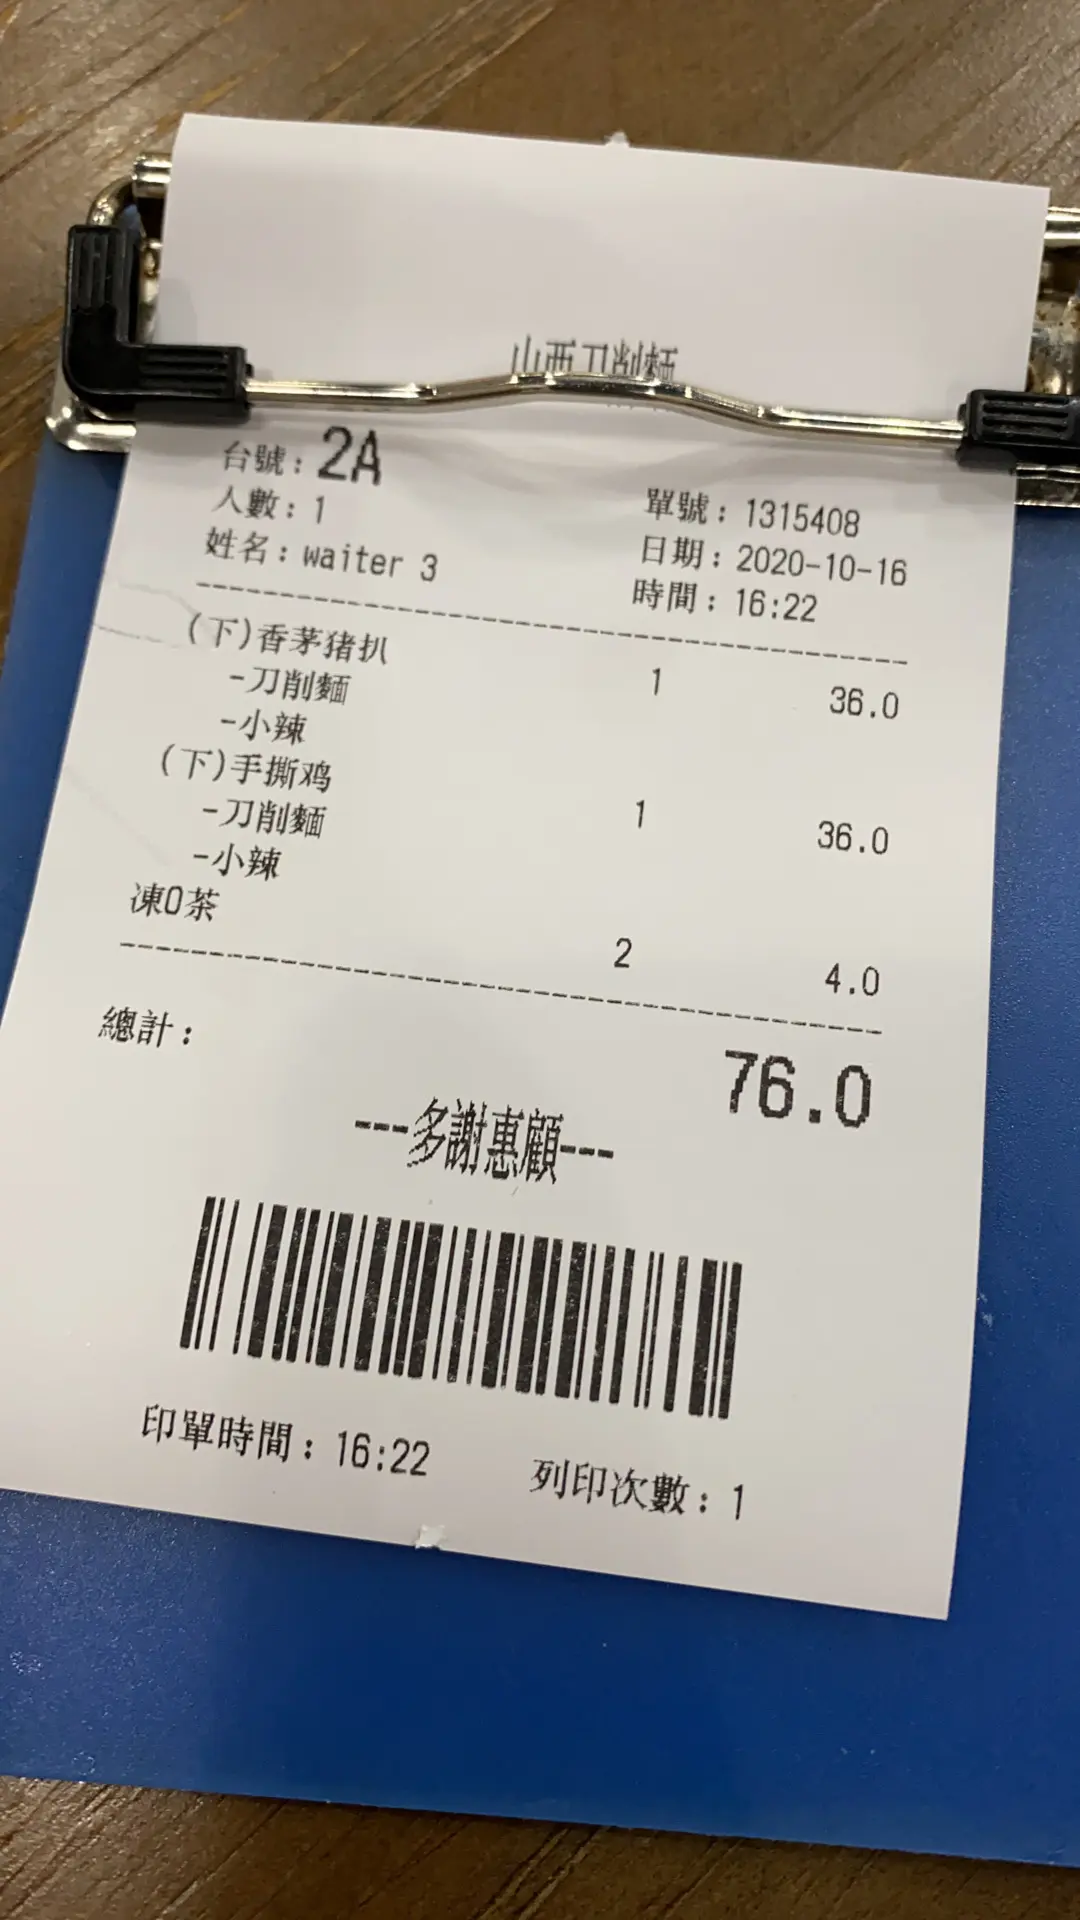 山西刀削麵
台號：2A
人數：1
姓名：waiter 3
單號：1315408
日期：2020-10-16
時間：16:22
(下)香茅猪扒 1 36.0
-刀削麵
-小辣
(下)手撕鸡 1 36.0
-刀削麵
-小辣
凍0茶 2 4.0
總計： 76.0
---多謝惠顧---
印單時間：16:22 列印次數：1